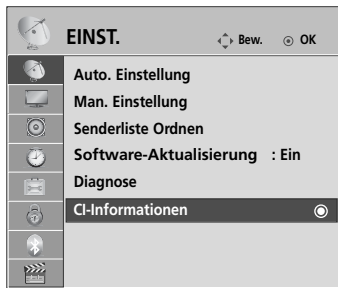 EINST. Bew. OK
Auto. Einstellung
Man. Einstellung
Senderliste Ordnen
Software-Aktualisierung : Ein
Diagnose
CI-Informationen